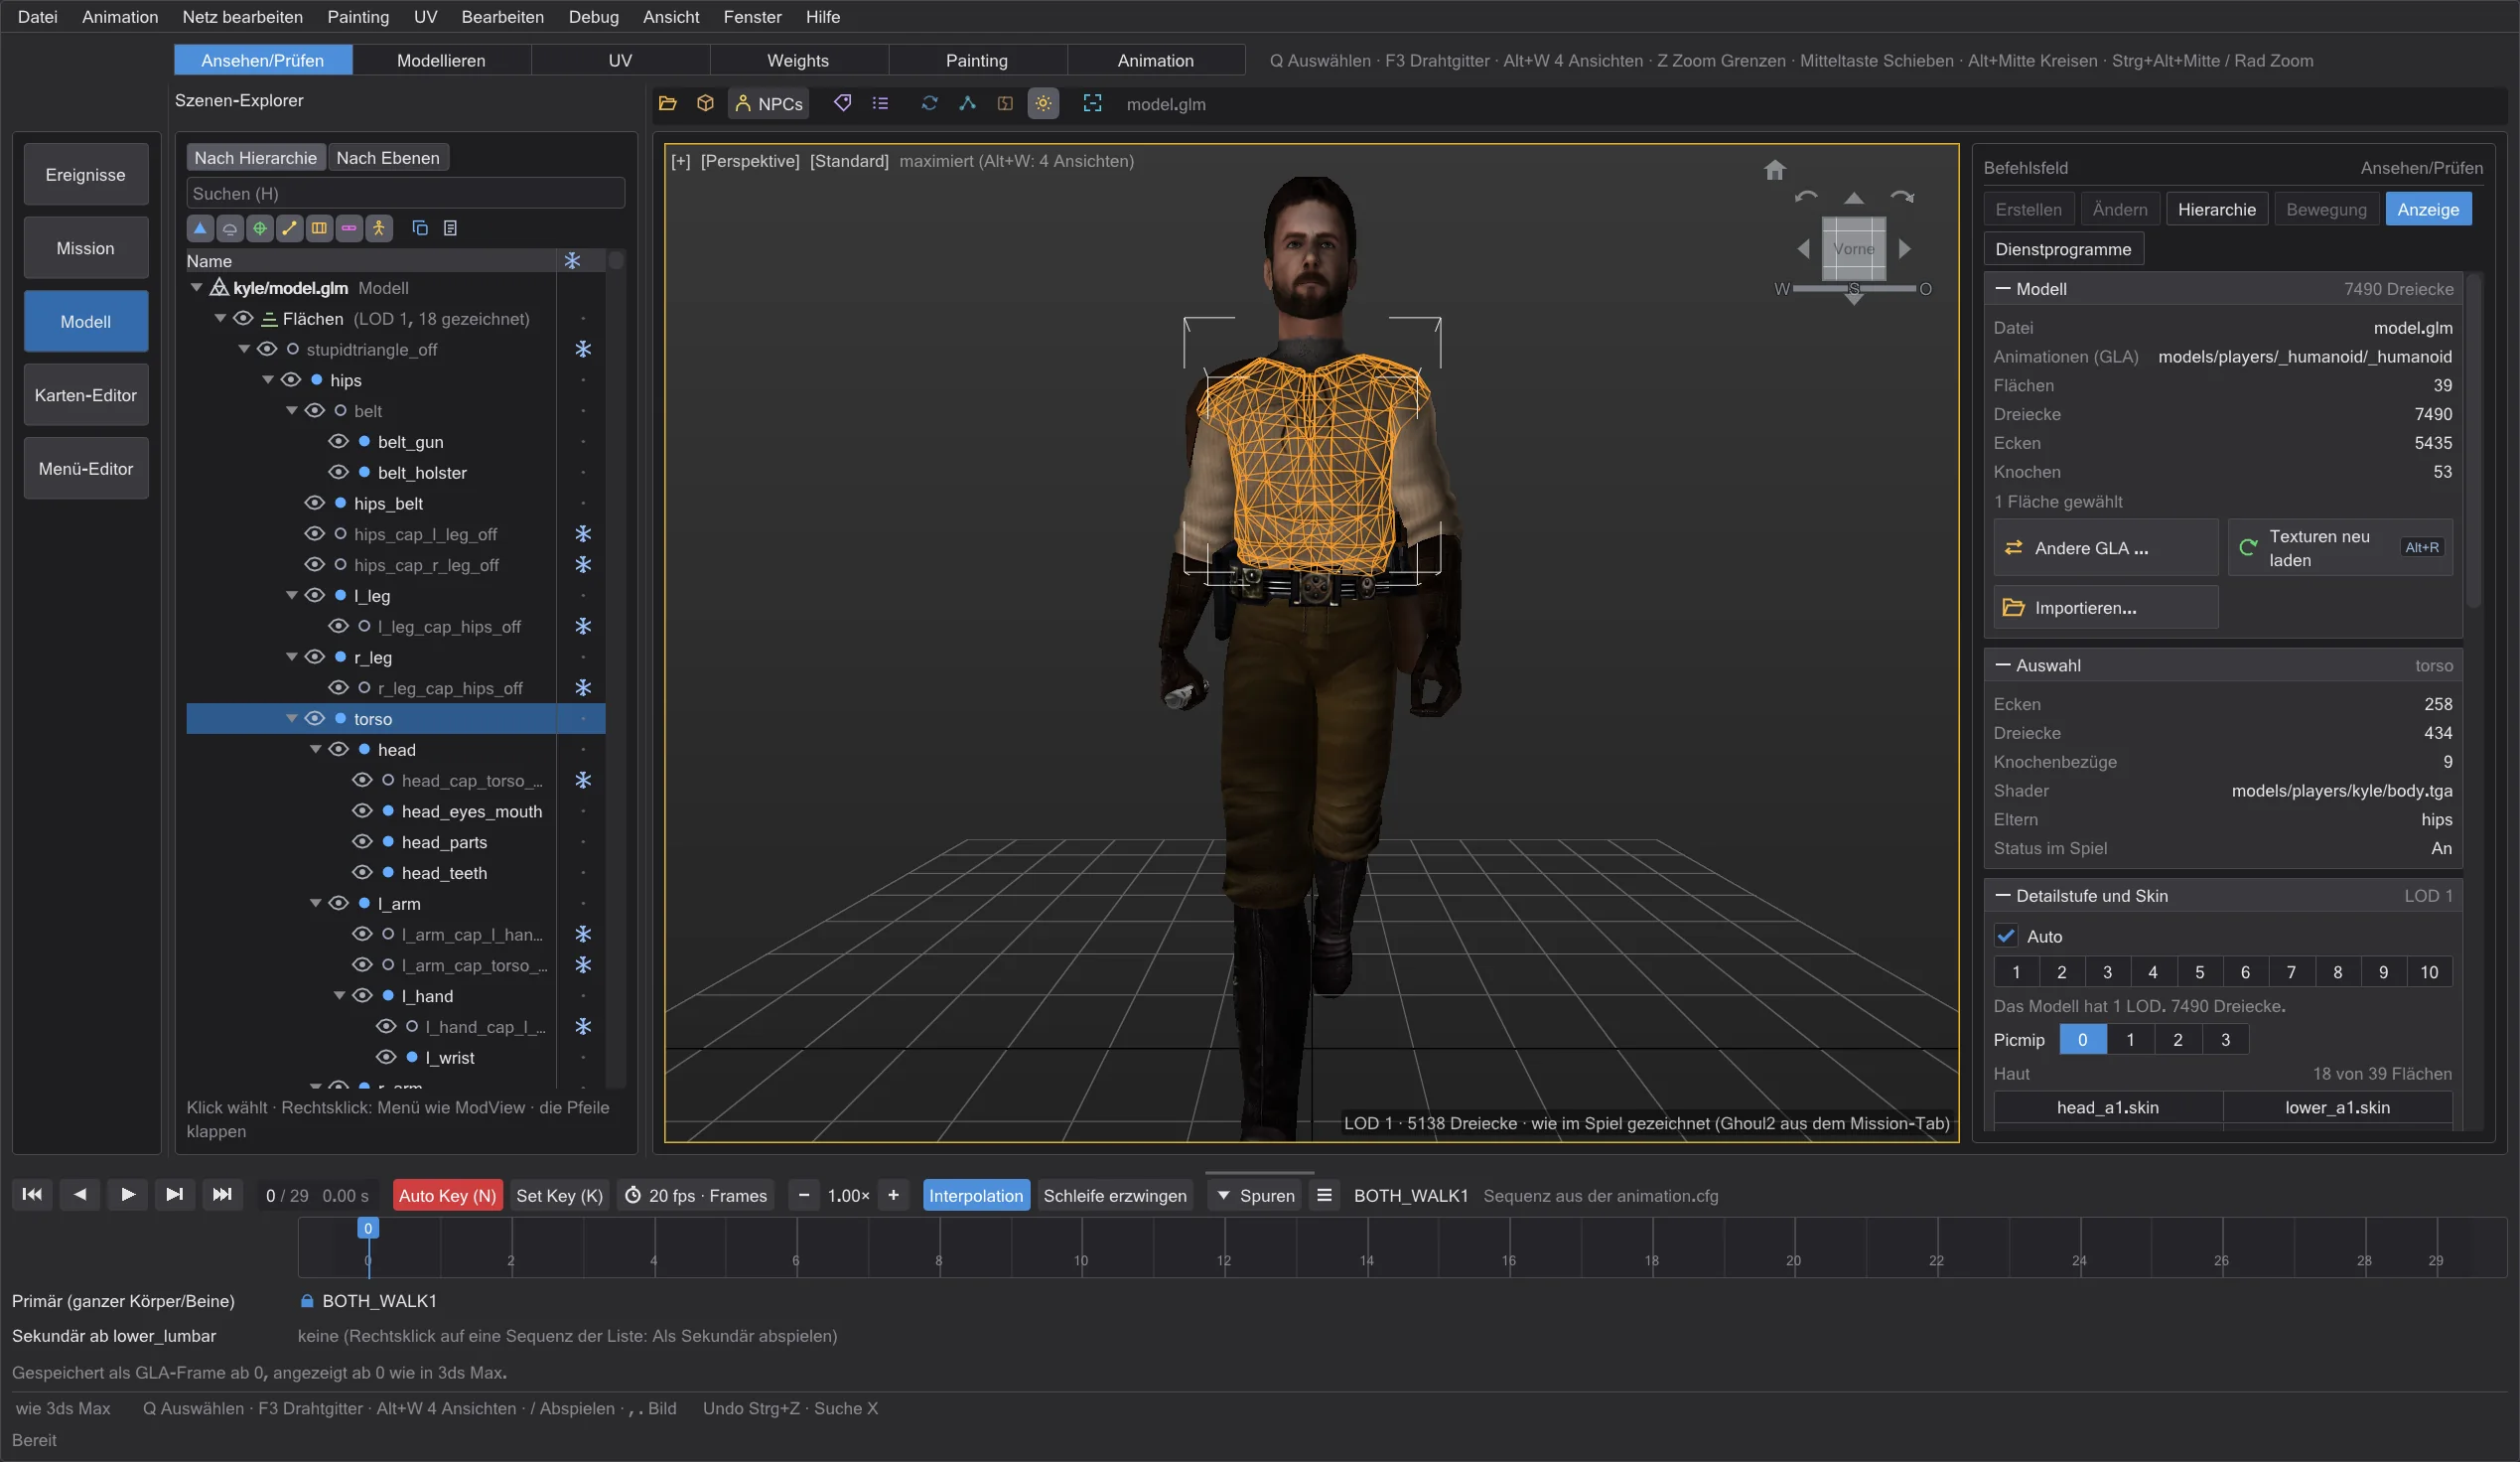 Datei Animation Netz bearbeiten Painting UV Bearbeiten Debug Ansicht Fenster Hilfe
Ansehen/Prüfen Modellieren UV Weights Painting Animation Q Auswählen · F3 Drahtgitter · Alt+W 4 Ansichten · Z Zoom Grenzen · Mitteltaste Schieben · Alt+Mitte Kreisen · Strg+Alt+Mitte / Rad Zoom
Szenen-Explorer
NPCs model.glm
Ereignisse
Mission
Modell
Karten-Editor
Menü-Editor
Nach Hierarchie Nach Ebenen
Suchen (H)
Name
kyle/model.glm Modell
Flächen (LOD 1, 18 gezeichnet)
stupidtriangle_off
hips
belt
belt_gun
belt_holster
hips_belt
hips_cap_l_leg_off
hips_cap_r_leg_off
l_leg
l_leg_cap_hips_off
r_leg
r_leg_cap_hips_off
torso
head
head_cap_torso_...
head_eyes_mouth
head_parts
head_teeth
l_arm
l_arm_cap_l_han...
l_arm_cap_torso_...
l_hand
l_hand_cap_l_...
l_wrist
r_arm
Klick wählt · Rechtsklick: Menü wie ModView · die Pfeile
klappen
[+] [Perspektive] [Standard] maximiert (Alt+W: 4 Ansichten)
Vorne
W S O
LOD 1 · 5138 Dreiecke · wie im Spiel gezeichnet (Ghoul2 aus dem Mission-Tab)
Befehlsfeld Ansehen/Prüfen
Erstellen Ändern Hierarchie Bewegung Anzeige
Dienstprogramme
Modell 7490 Dreiecke
Datei model.glm
Animationen (GLA) models/players/_humanoid/_humanoid
Flächen 39
Dreiecke 7490
Ecken 5435
Knochen 53
1 Fläche gewählt
Andere GLA ...
Texturen neu
laden
Alt+R
Importieren...
Auswahl torso
Ecken 258
Dreiecke 434
Knochenbezüge 9
Shader models/players/kyle/body.tga
Eltern hips
Status im Spiel An
Detailstufe und Skin LOD 1
Auto
1 2 3 4 5 6 7 8 9 10
Das Modell hat 1 LOD. 7490 Dreiecke.
Picmip 0 1 2 3
Haut 18 von 39 Flächen
head_a1.skin lower_a1.skin
0 / 29 0.00 s Auto Key (N) Set Key (K) 20 fps · Frames − 1.00× + Interpolation Schleife erzwingen Spuren BOTH_WALK1 Sequenz aus der animation.cfg
0
0 2 4 6 8 10 12 14 16 18 20 22 24 26 28 29
Primär (ganzer Körper/Beine) BOTH_WALK1
Sekundär ab lower_lumbar keine (Rechtsklick auf eine Sequenz der Liste: Als Sekundär abspielen)
Gespeichert als GLA-Frame ab 0, angezeigt ab 0 wie in 3ds Max.
wie 3ds Max Q Auswählen · F3 Drahtgitter · Alt+W 4 Ansichten · / Abspielen · , . Bild Undo Strg+Z · Suche X
Bereit